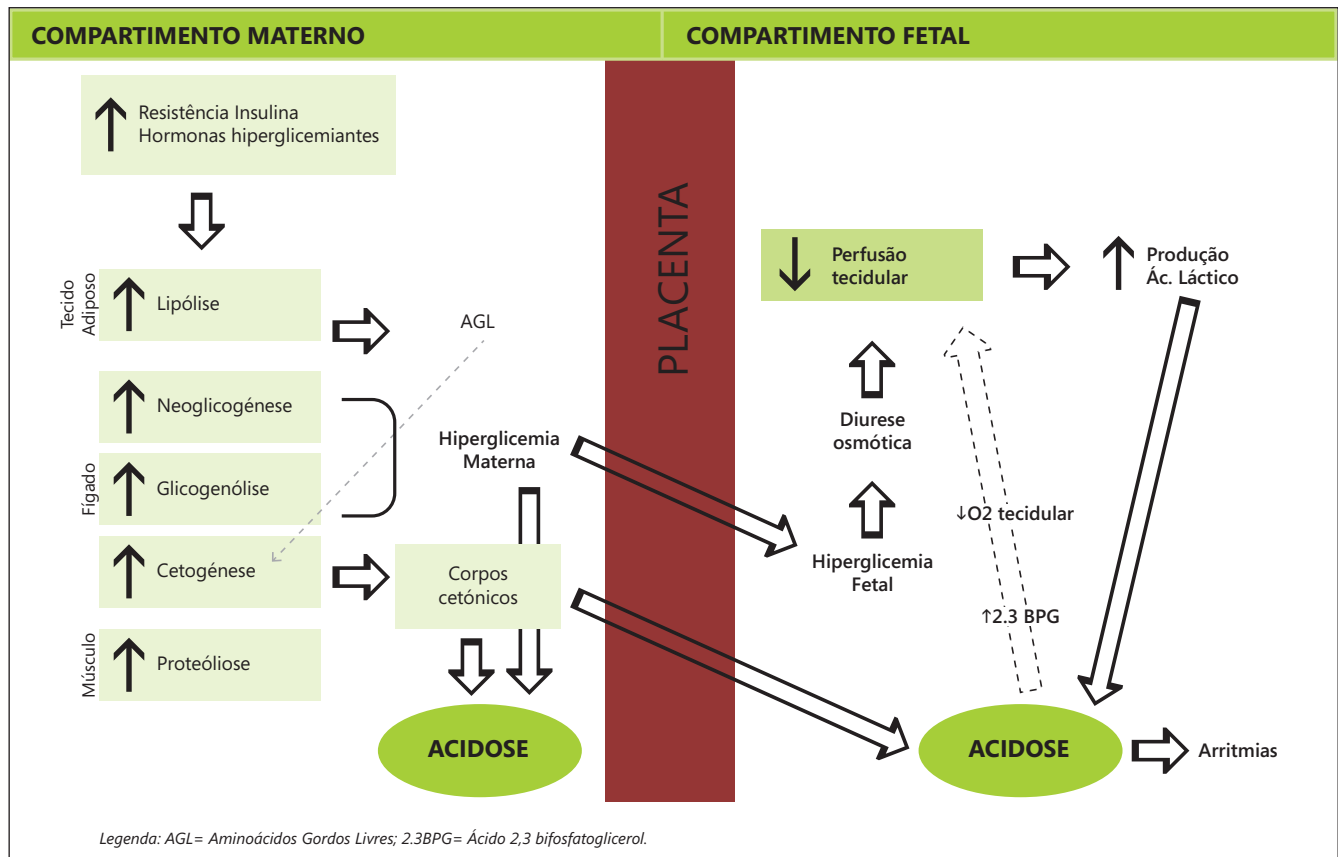 COMPARTIMENTO MATERNO
COMPARTIMENTO FETAL
Resistência Insulina
Hormonas hiperglicemiantes
Tecido
Adiposo
Lipólise
AGL
Fígado
Neoglicogénese
Glicogenólise
Cetogénese
Hiperglicemia
Materna
Corpos
cetónicos
Músculo
Proteóliose
ACIDOSE
PLACENTA
Perfusão
tecidular
Produção
Ác. Láctico
Diurese
osmótica
Hiperglicemia
Fetal
↓O2 tecidular
↑2.3 BPG
ACIDOSE
Arritmias
Legenda: AGL= Aminoácidos Gordos Livres; 2.3BPG= Ácido 2,3 bifosfatoglicerol.